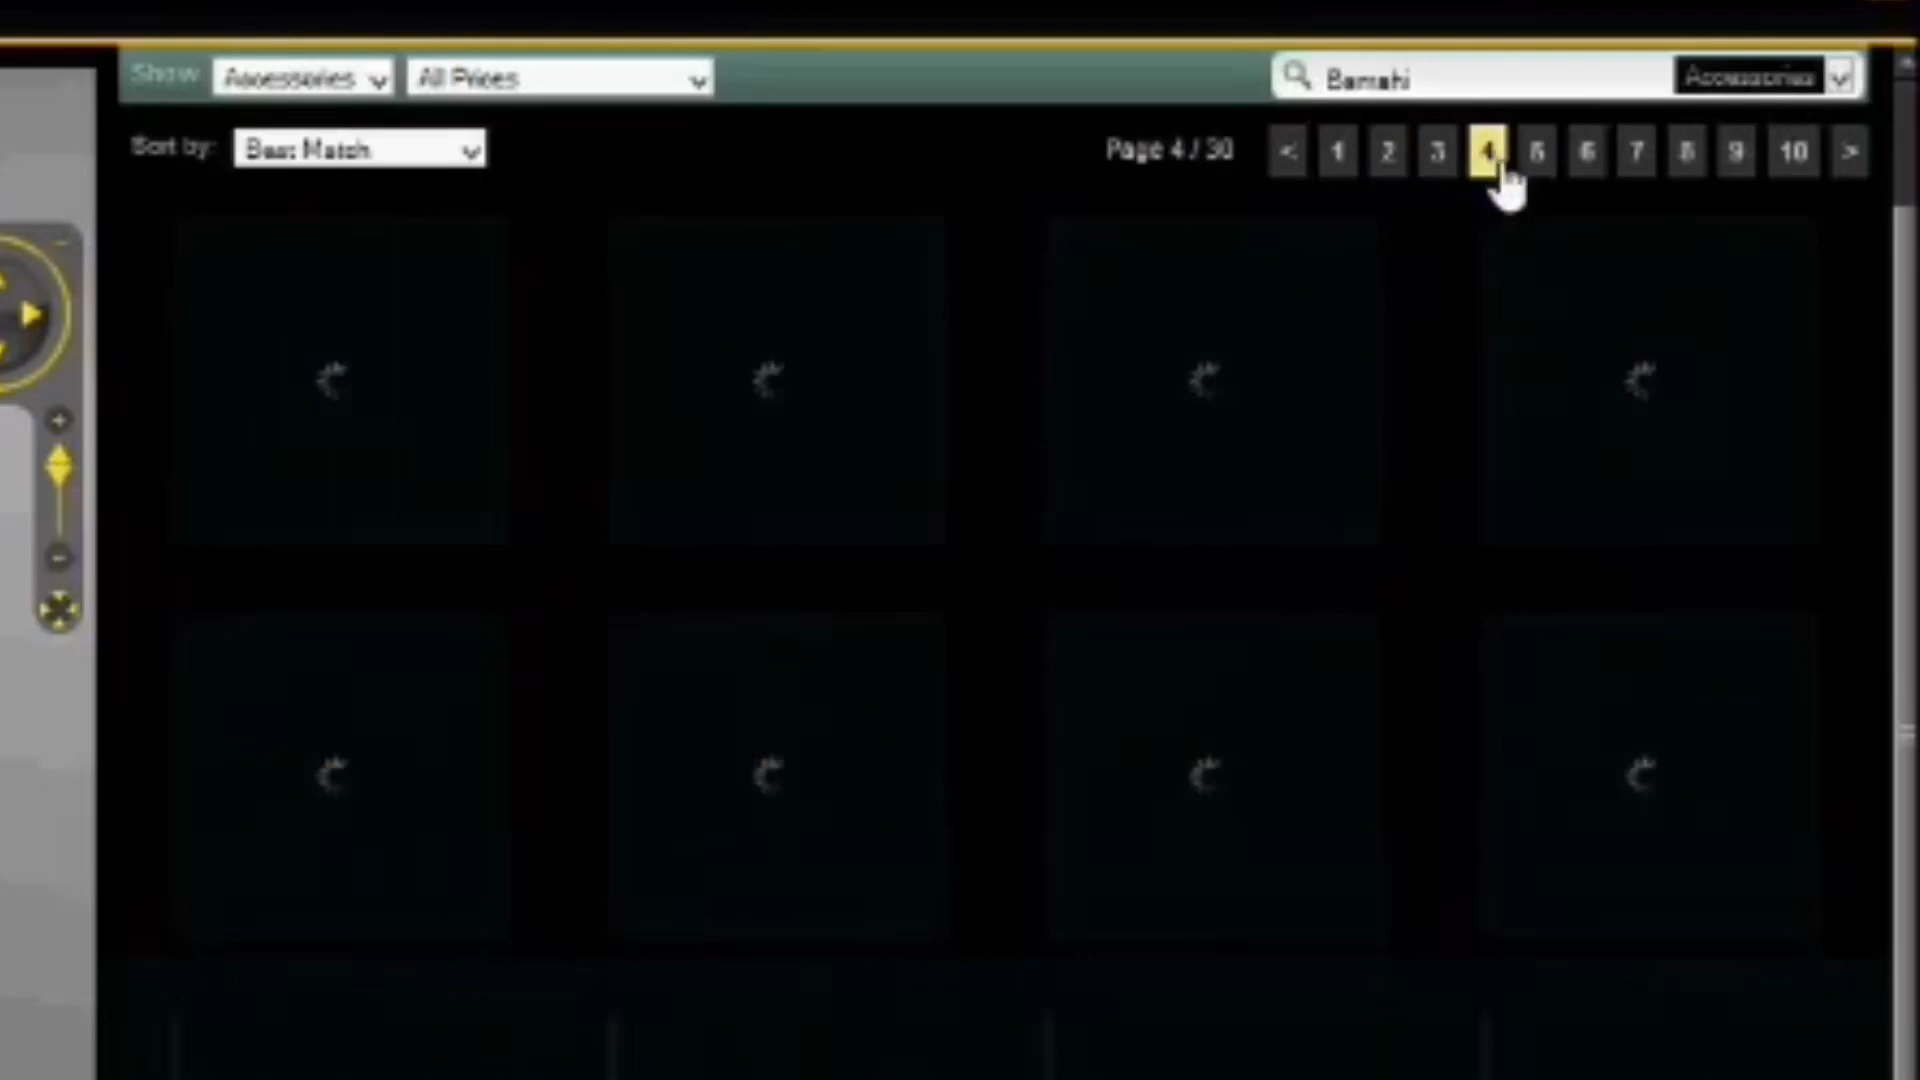 Show Accessories All Prices Bamahi Accessories
Sort by: Best Match Page 4 / 30 < 1 2 3 4 5 6 7 8 9 10 >